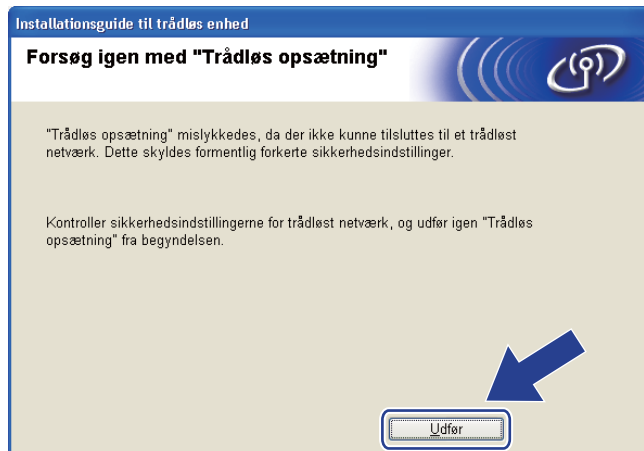 Installationsguide til trådløs enhed
Forsøg igen med "Trådløs opsætning"
"Trådløs opsætning" mislykkedes, da der ikke kunne tilsluttes til et trådløst
netværk. Dette skyldes formentlig forkerte sikkerhedsindstillinger.
Kontroller sikkerhedsindstillingerne for trådløst netværk, og udfør igen "Trådløs
opsætning" fra begyndelsen.
Udfør